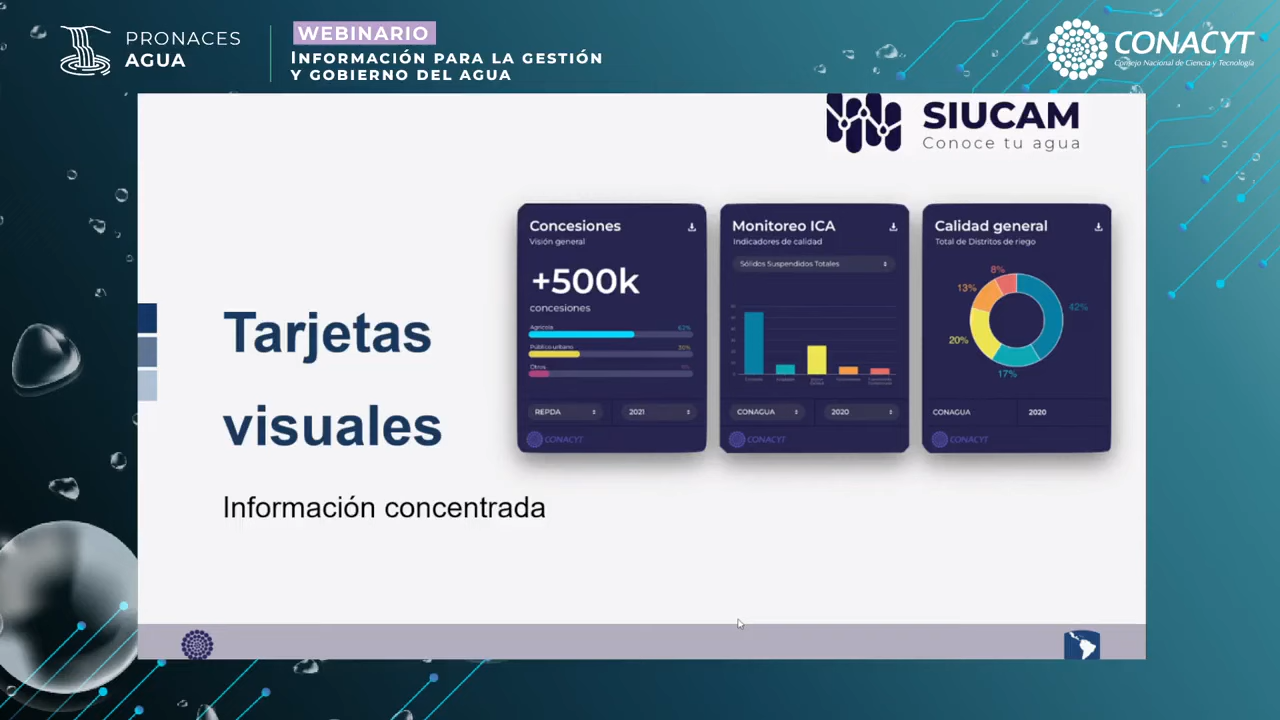 PRONACES
AGUA
WEBINARIO
INFORMACIÓN PARA LA GESTIÓN
Y GOBIERNO DEL AGUA
CONACYT
Consejo Nacional de Ciencia y Tecnología
SIUCAM
Conoce tu agua
Tarjetas
visuales
Información concentrada
Concesiones
Visión general
+500k
concesiones
Agrícola 62%
Público urbano
Otros
REPDA 2021
CONACYT
Monitoreo ICA
Indicadores de calidad
Sólidos Suspendidos Totales
CONAGUA 2020
CONACYT
Calidad general
Total de Distritos de riego
8%
13%
42%
20%
17%
CONAGUA 2020
CONACYT